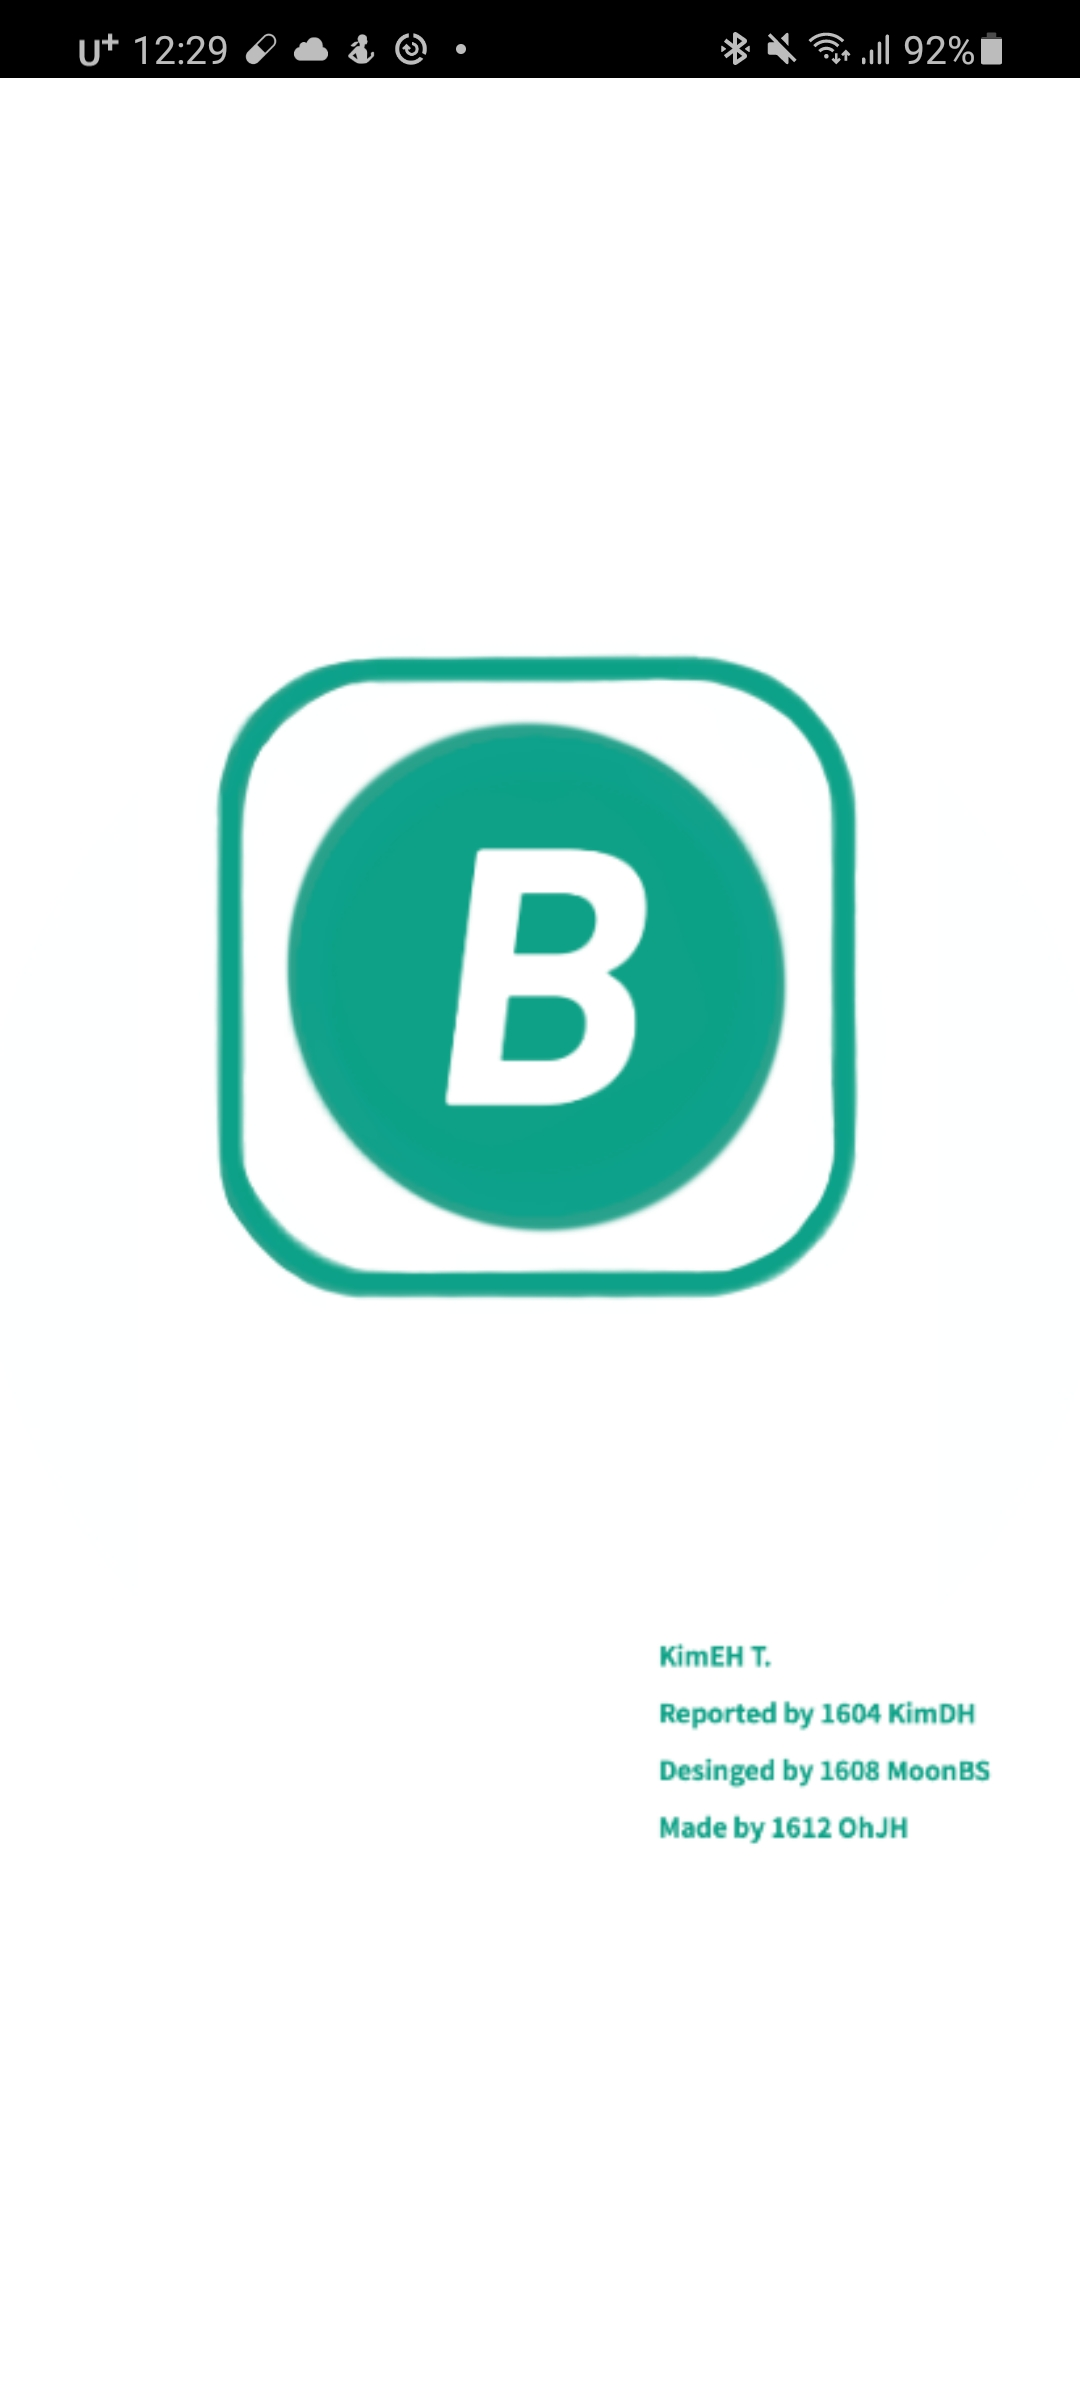 U+ 12:29 92%
B
KimEH T.
Reported by 1604 KimDH
Desinged by 1608 MoonBS
Made by 1612 OhJH